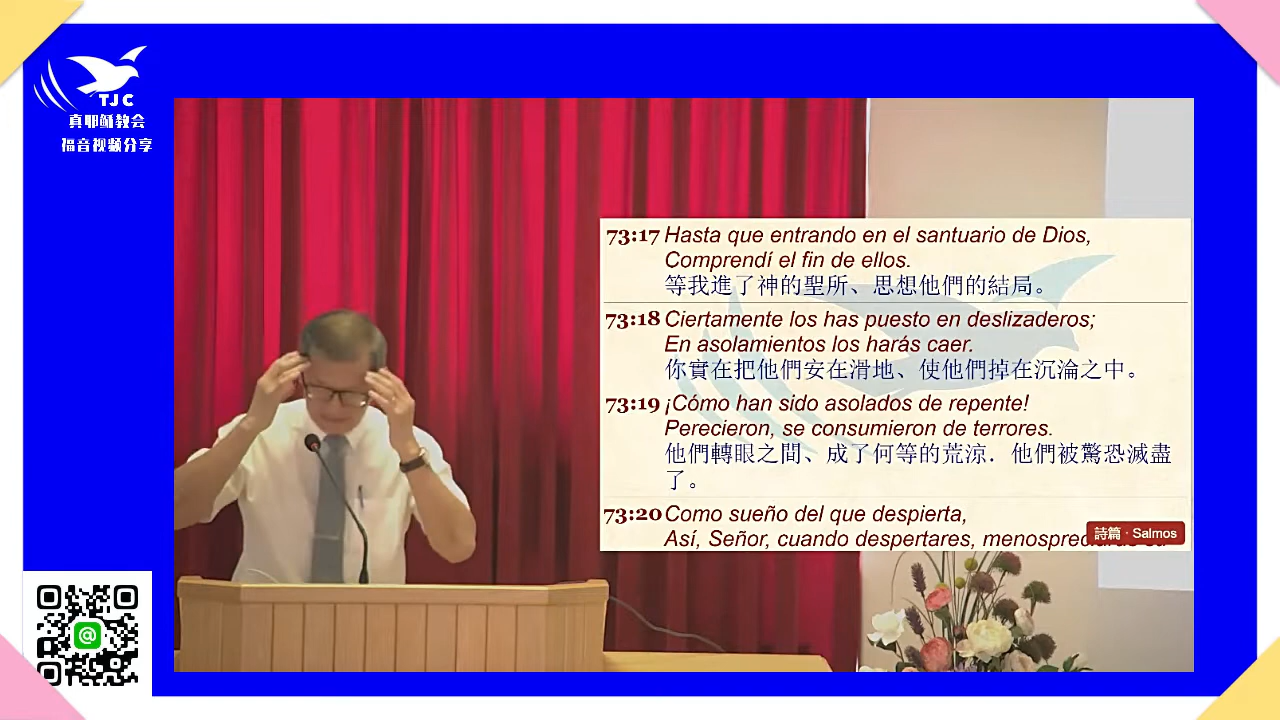 TJC
真耶穌教会
福音视频分享
73:17 Hasta que entrando en el santuario de Dios,
Comprendí el fin de ellos.
等我進了神的聖所、思想他們的結局。
73:18 Ciertamente los has puesto en deslizaderos;
En asolamientos los harás caer.
你實在把他們安在滑地、使他們掉在沉淪之中。
73:19 ¡Cómo han sido asolados de repente!
Perecieron, se consumieron de terrores.
他們轉眼之間、成了何等的荒涼．他們被驚恐滅盡
了。
73:20 Como sueño del que despierta,
Así, Señor, cuando despertares,
詩篇 · Salmos